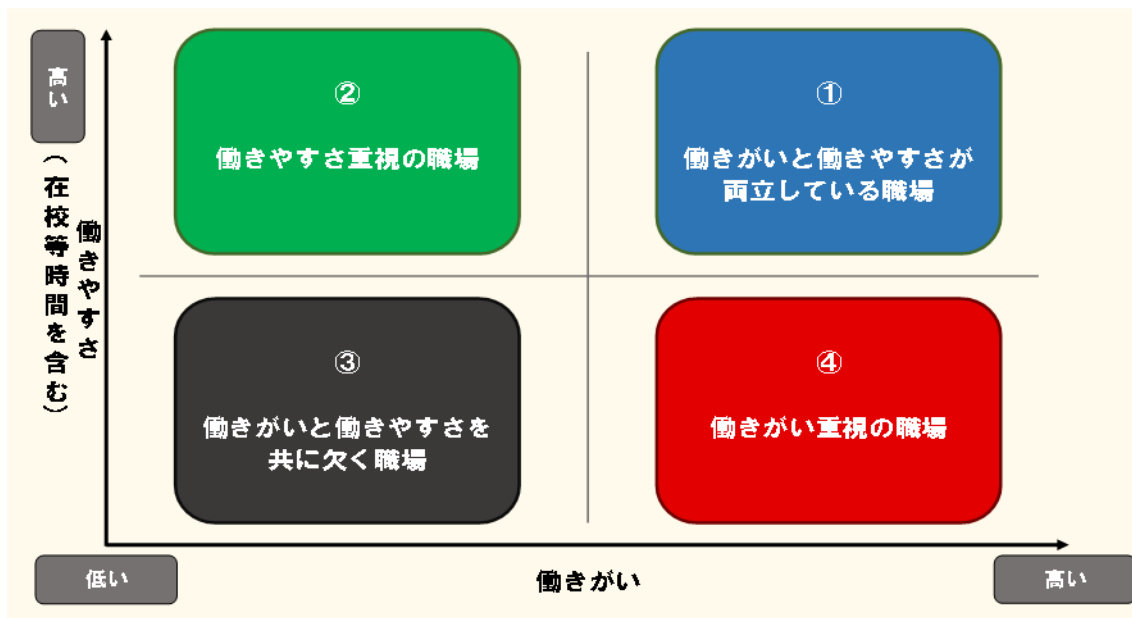 高い
働きやすさ
（在校等時間を含む）
②
働きやすさ重視の職場
①
働きがいと働きやすさが
両立している職場
③
働きがいと働きやすさを
共に欠く職場
④
働きがい重視の職場
低い
働きがい
高い